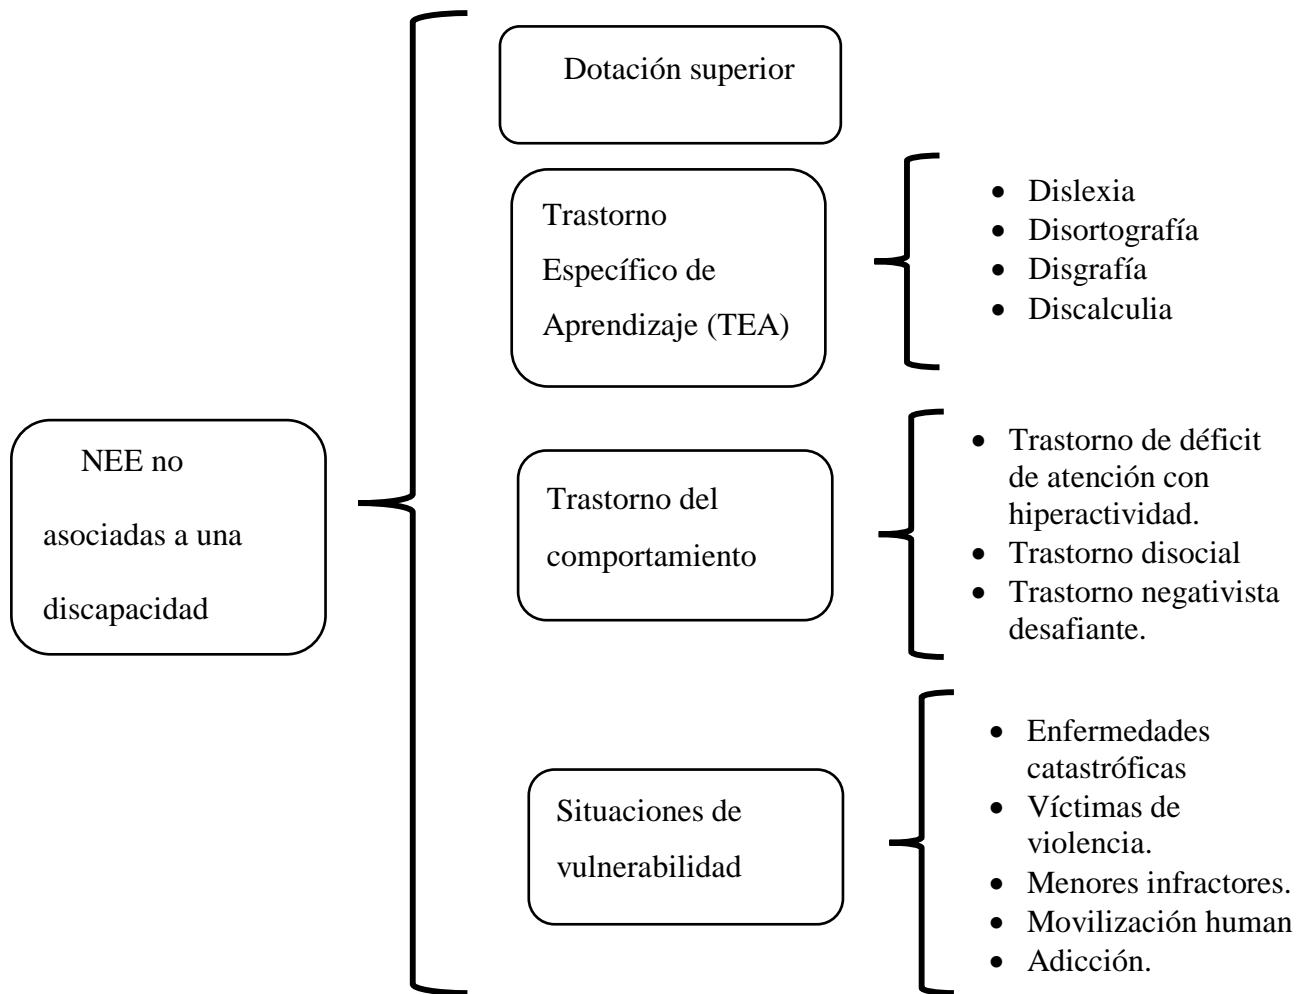 Dotación superior
Trastorno
Específico de
Aprendizaje (TEA)
• Dislexia
• Disortografía
• Disgrafía
• Discalculia
NEE no
asociadas a una
discapacidad
Trastorno del
comportamiento
• Trastorno de déficit
de atención con
hiperactividad.
• Trastorno disocial
• Trastorno negativista
desafiante.
Situaciones de
vulnerabilidad
• Enfermedades
catastróficas
• Víctimas de
violencia.
• Menores infractores.
• Movilización human
• Adicción.